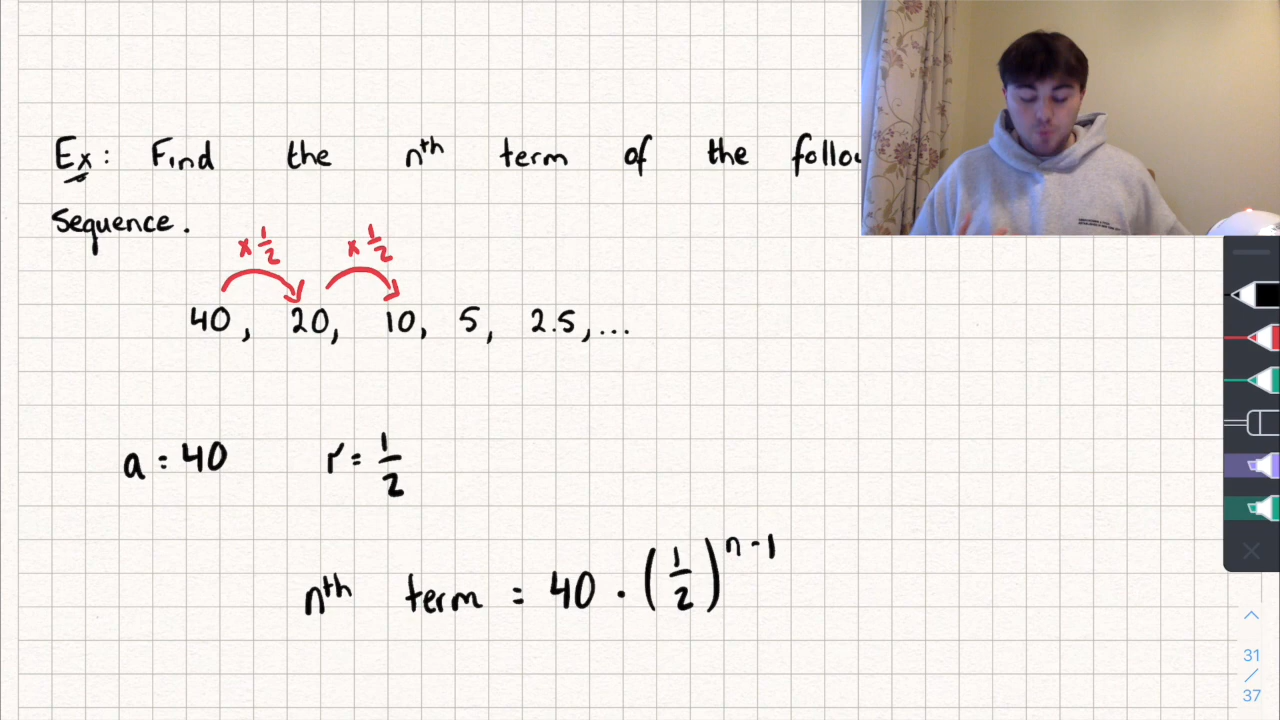 Ex: Find the nth term of the follow
Sequence.
× 1/2 × 1/2
40, 20, 10, 5, 2.5, ...
a = 40 r = 1/2
nth term = 40 · (1/2)^n-1
31
/
37